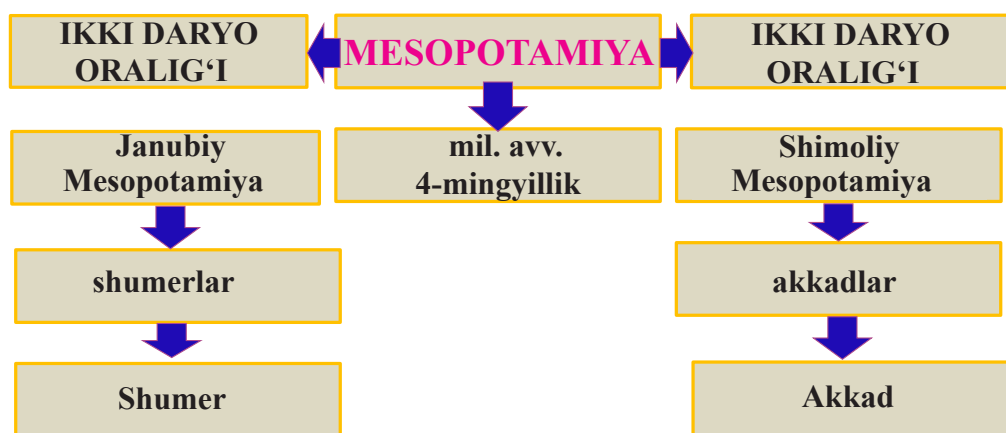 IKKI DARYO
ORALIG‘I
MESOPOTAMIYA
IKKI DARYO
ORALIG‘I
Janubiy
Mesopotamiya
mil. avv.
4-mingyillik
Shimoliy
Mesopotamiya
shumerlar
akkadlar
Shumer
Akkad